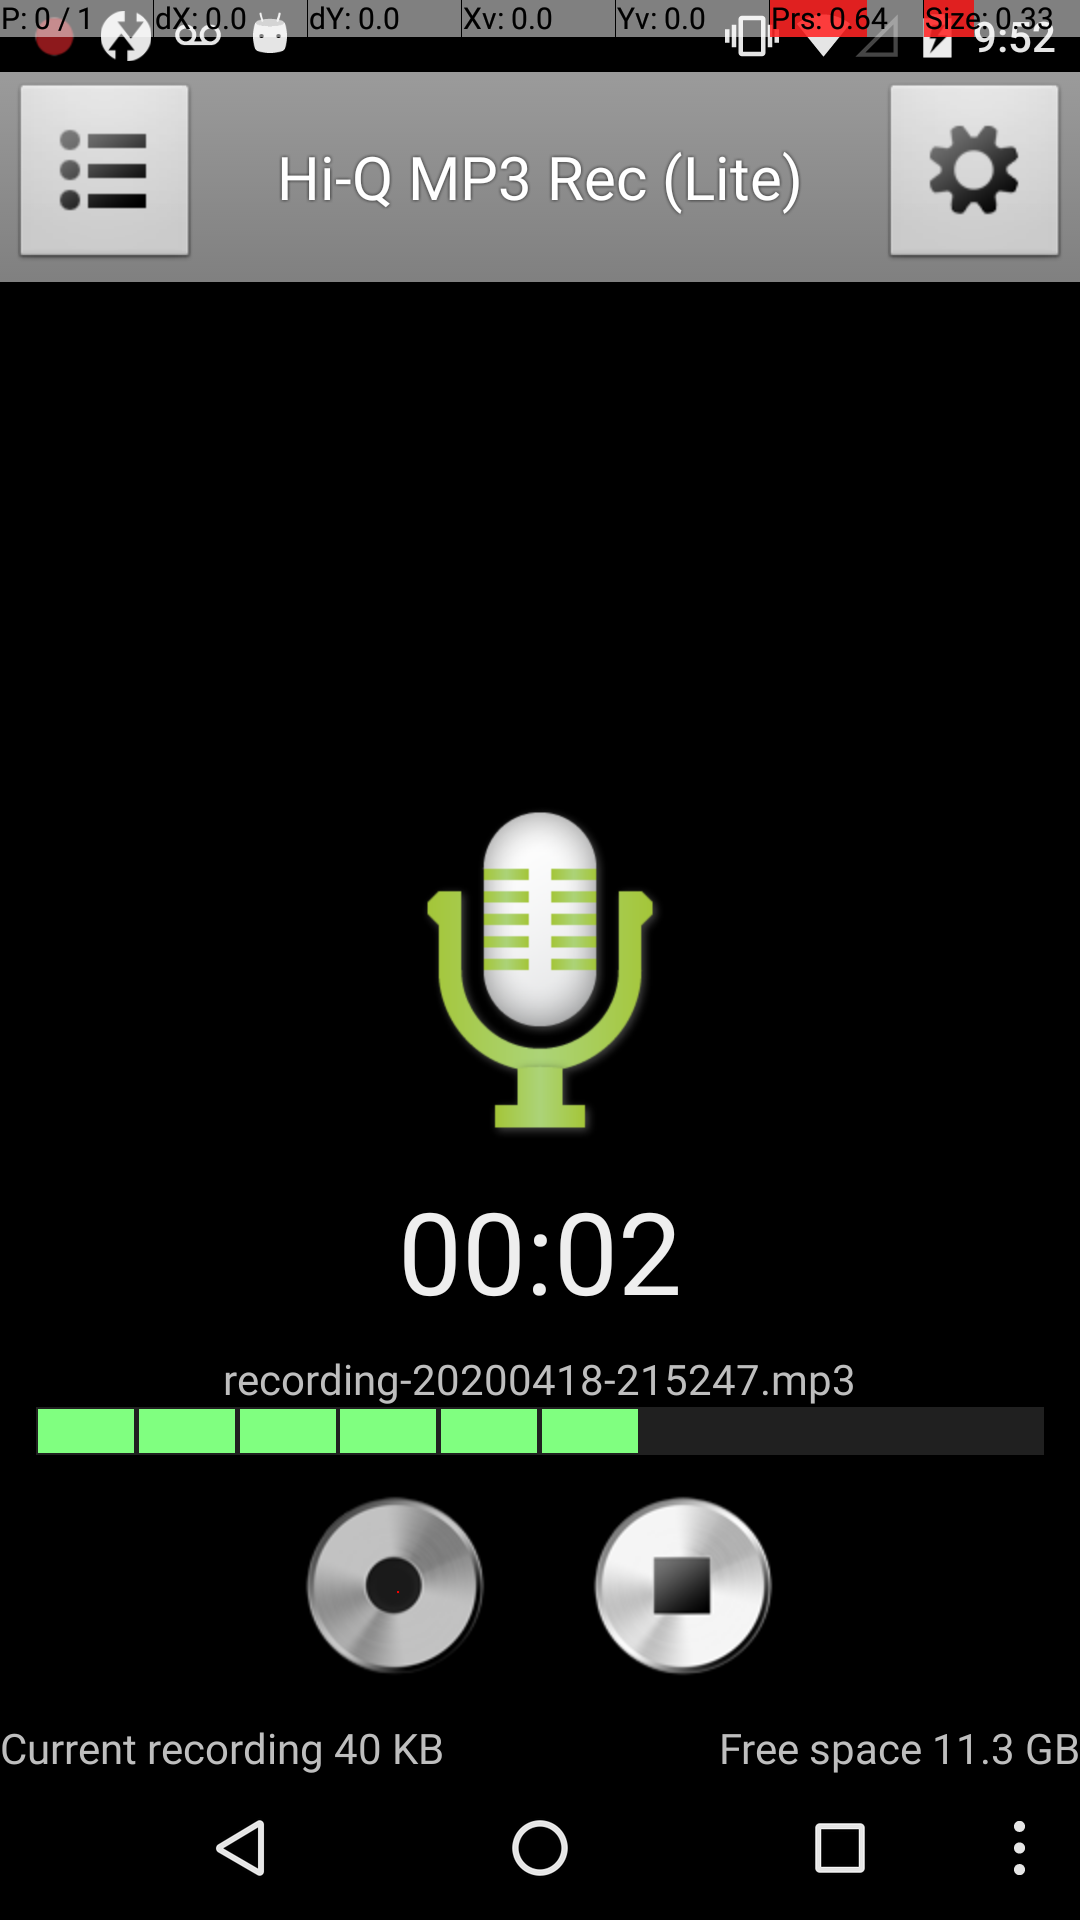 P: 0 / 1 dX: 0.0 dY: 0.0 Xv: 0.0 Yv: 0.0 Prs: 0.64 Size: 0.33
9:52
Hi-Q MP3 Rec (Lite)
00:02
recording-20200418-215247.mp3
Current recording 40 KB Free space 11.3 GB